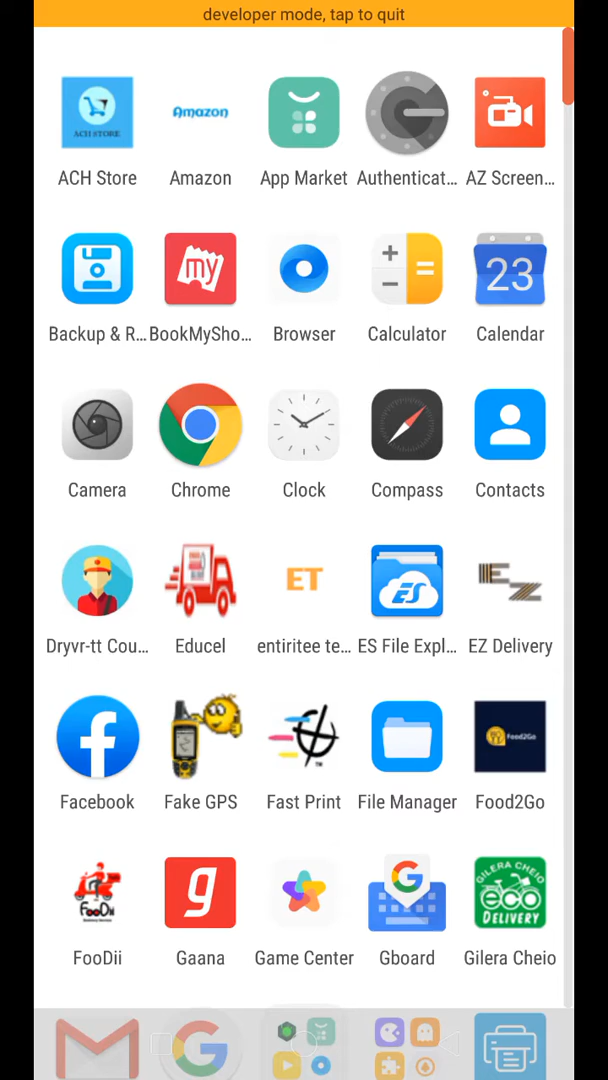 developer mode, tap to quit
ACH STORE
Amazon
ACH Store
Amazon
App Market
Authenticat...
AZ Screen...
my
23
Backup & R...
BookMySho...
Browser
Calculator
Calendar
Camera
Chrome
Clock
Compass
Contacts
ET
ES
EZ
Dryvr-tt Cou...
Educel
entiritee te...
ES File Expl...
EZ Delivery
Food2Go
TM
Facebook
Fake GPS
Fast Print
File Manager
Food2Go
FooDii
g
G
GILERA CHEIO
eco
DELIVERY
FooDii
Gaana
Game Center
Gboard
Gilera Cheio